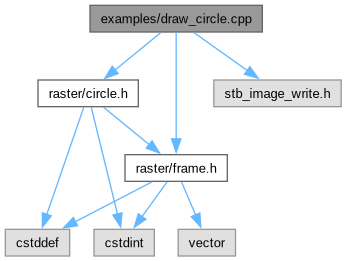 examples/draw_circle.cpp
raster/circle.h
stb_image_write.h
raster/frame.h
cstddef
cstdint
vector